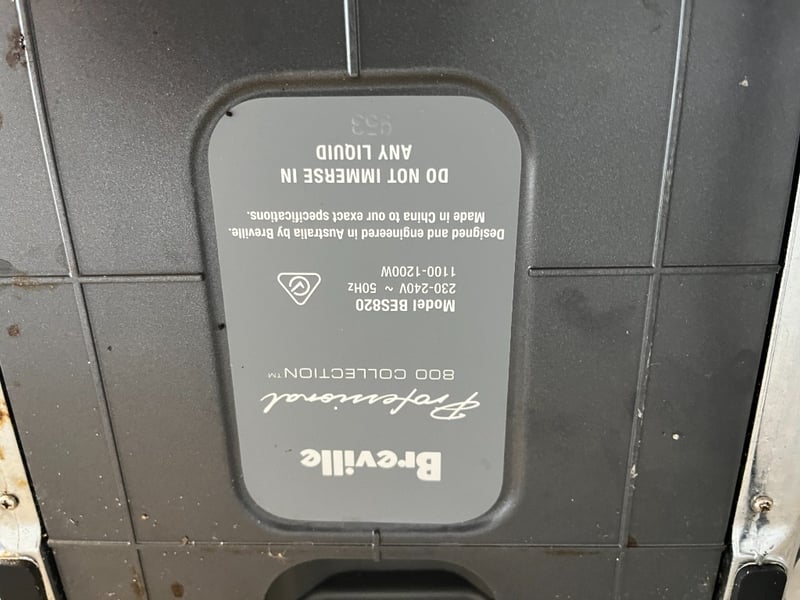 Breville
Professional
800 COLLECTION™
Model BES820
230-240V ~ 50Hz
1100-1200W
Designed and engineered in Australia by Breville.
Made in China to our exact specifications.
DO NOT IMMERSE IN
ANY LIQUID
953